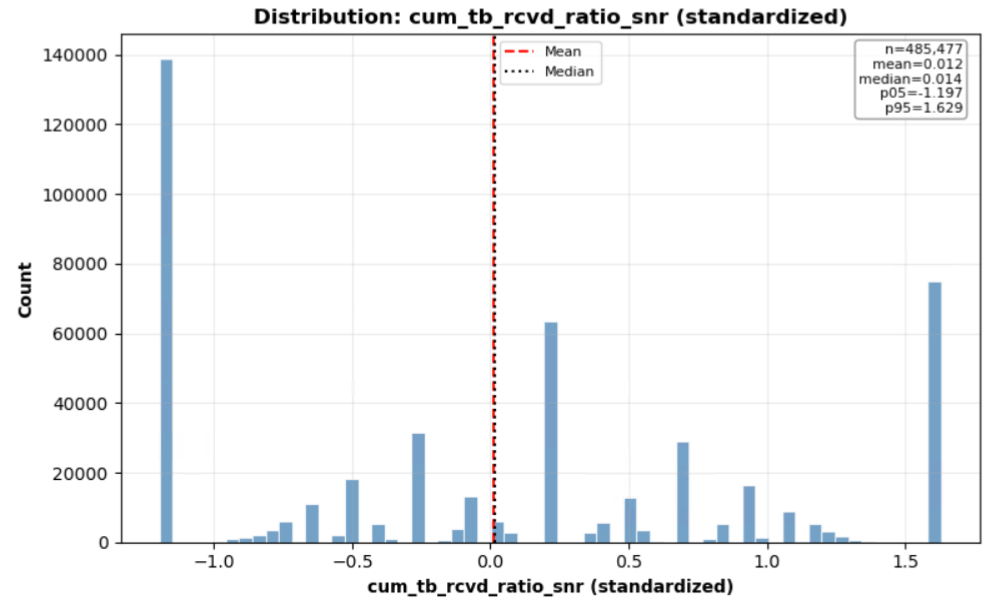 Distribution: cum_tb_rcvd_ratio_snr (standardized)
Mean
Median
n=485,477
mean=0.012
median=0.014
p05=-1.197
p95=1.629
Count
140000
120000
100000
80000
60000
40000
20000
0
−1.0 −0.5 0.0 0.5 1.0 1.5
cum_tb_rcvd_ratio_snr (standardized)